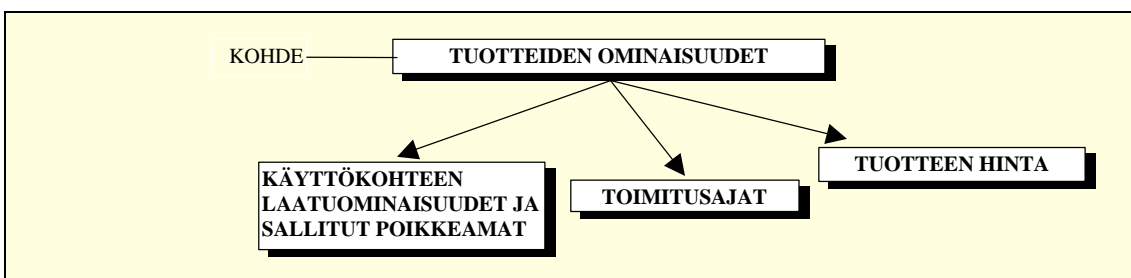 KOHDE
TUOTTEIDEN OMINAISUUDET
KÄYTTÖKOHTEEN
LAATUOMINAISUUDET JA
SALLITUT POIKKEAMAT
TOIMITUSAJAT
TUOTTEEN HINTA